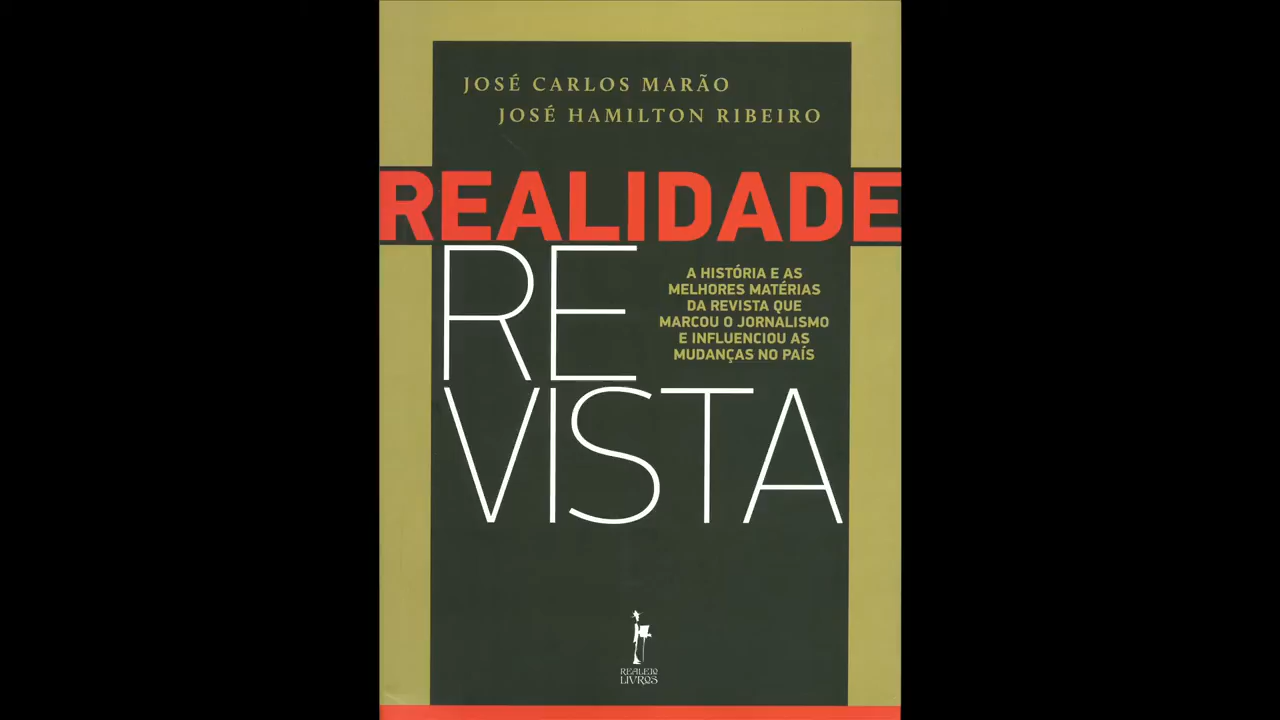 JOSÉ CARLOS MARÃO
JOSÉ HAMILTON RIBEIRO
REALIDADE
RE
VISTA
A HISTÓRIA E AS
MELHORES MATÉRIAS
DA REVISTA QUE
MARCOU O JORNALISMO
E INFLUENCIOU AS
MUDANÇAS NO PAÍS
REALEJO
LIVROS